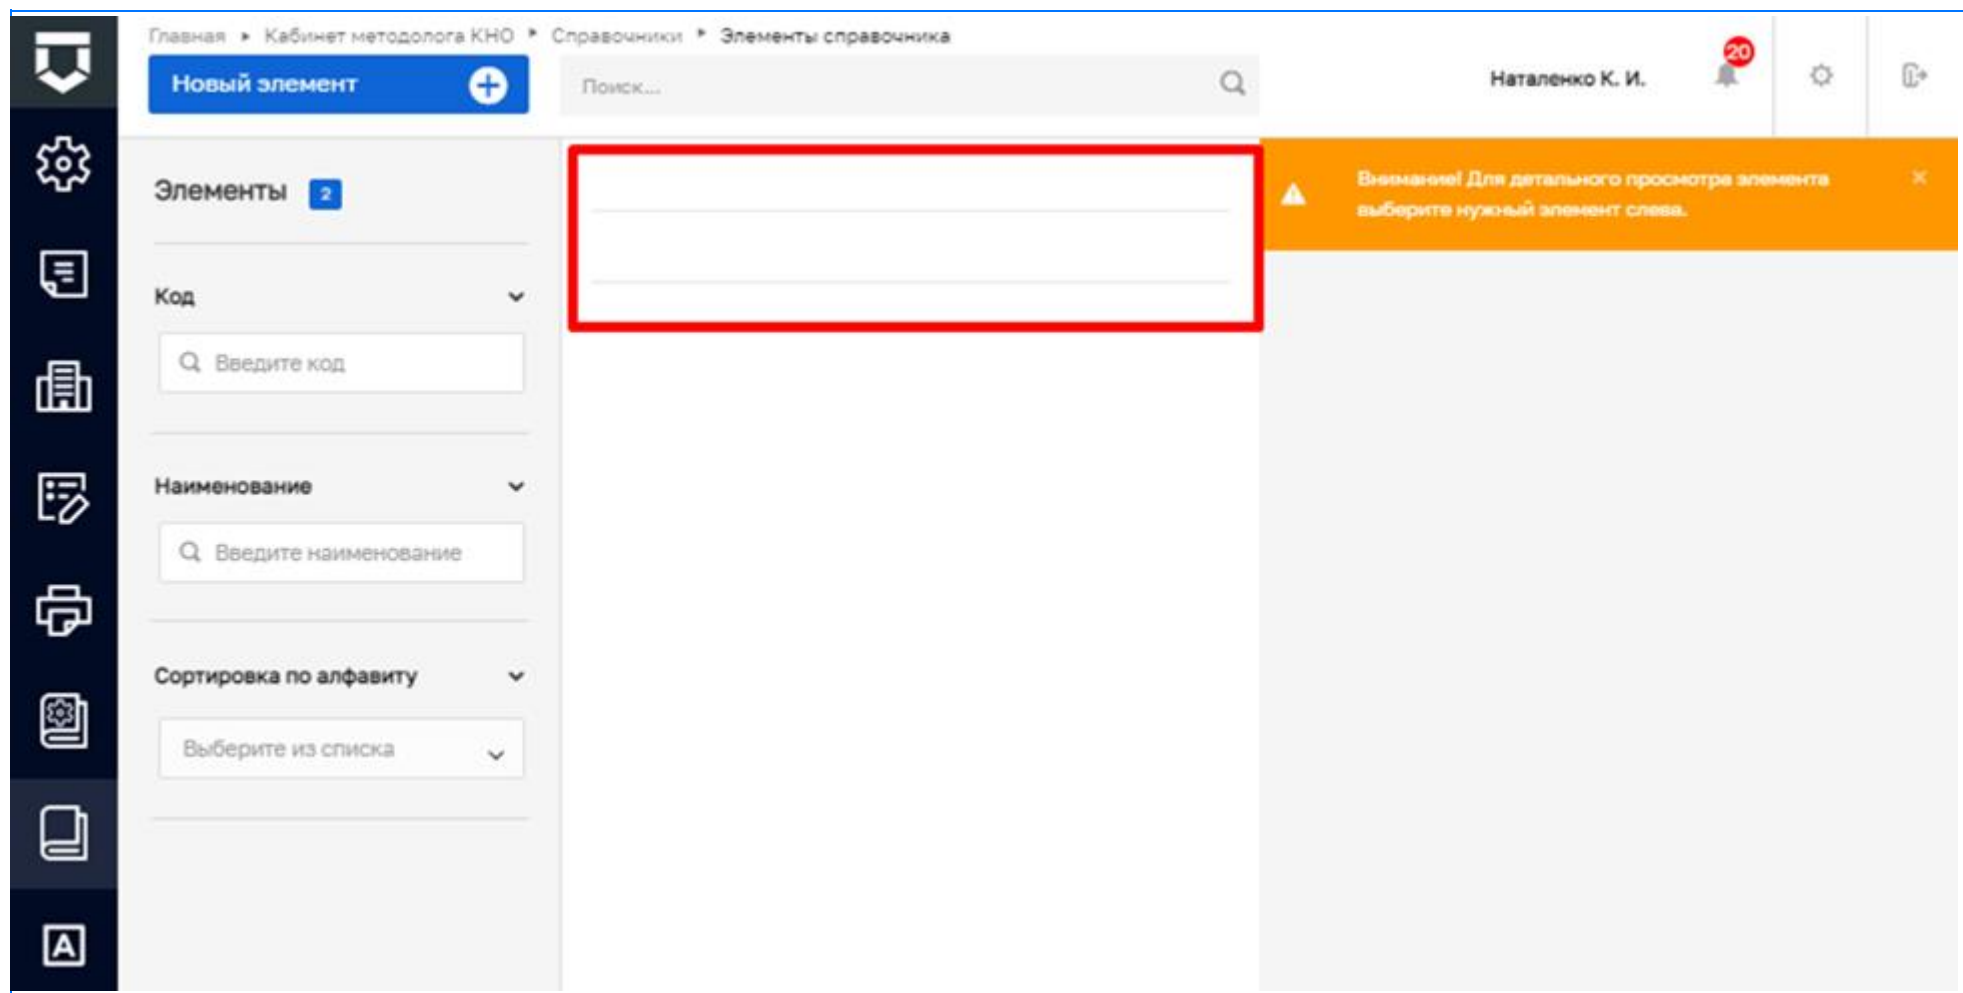 Главная ▸ Кабинет методолога КНО ▸ Справочники ▸ Элементы справочника
Новый элемент
Поиск...
Наталенко К. И.
20
Элементы 2
Внимание! Для детального просмотра элемента
выберите нужный элемент слева.
Код
Введите код
Наименование
Введите наименование
Сортировка по алфавиту
Выберите из списка
A